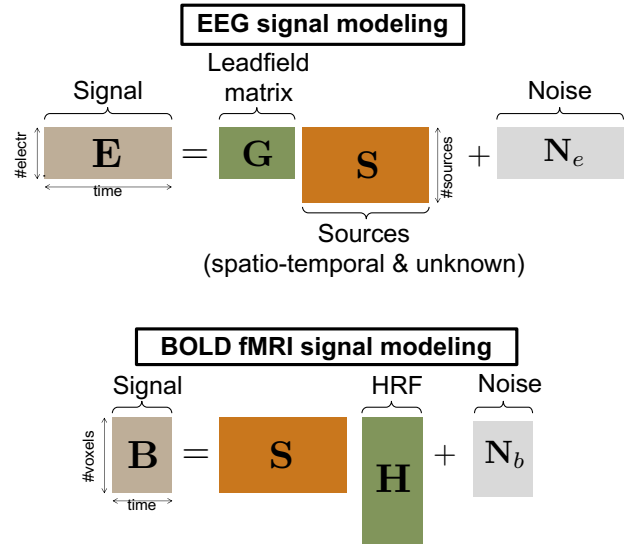 EEG signal modeling
Signal
Leadfield
matrix
Noise
#electr
E
=
G
S
#sources
+
N_e
time
Sources
(spatio-temporal & unknown)
BOLD fMRI signal modeling
Signal
HRF
Noise
#voxels
B
=
S
H
+
N_b
time